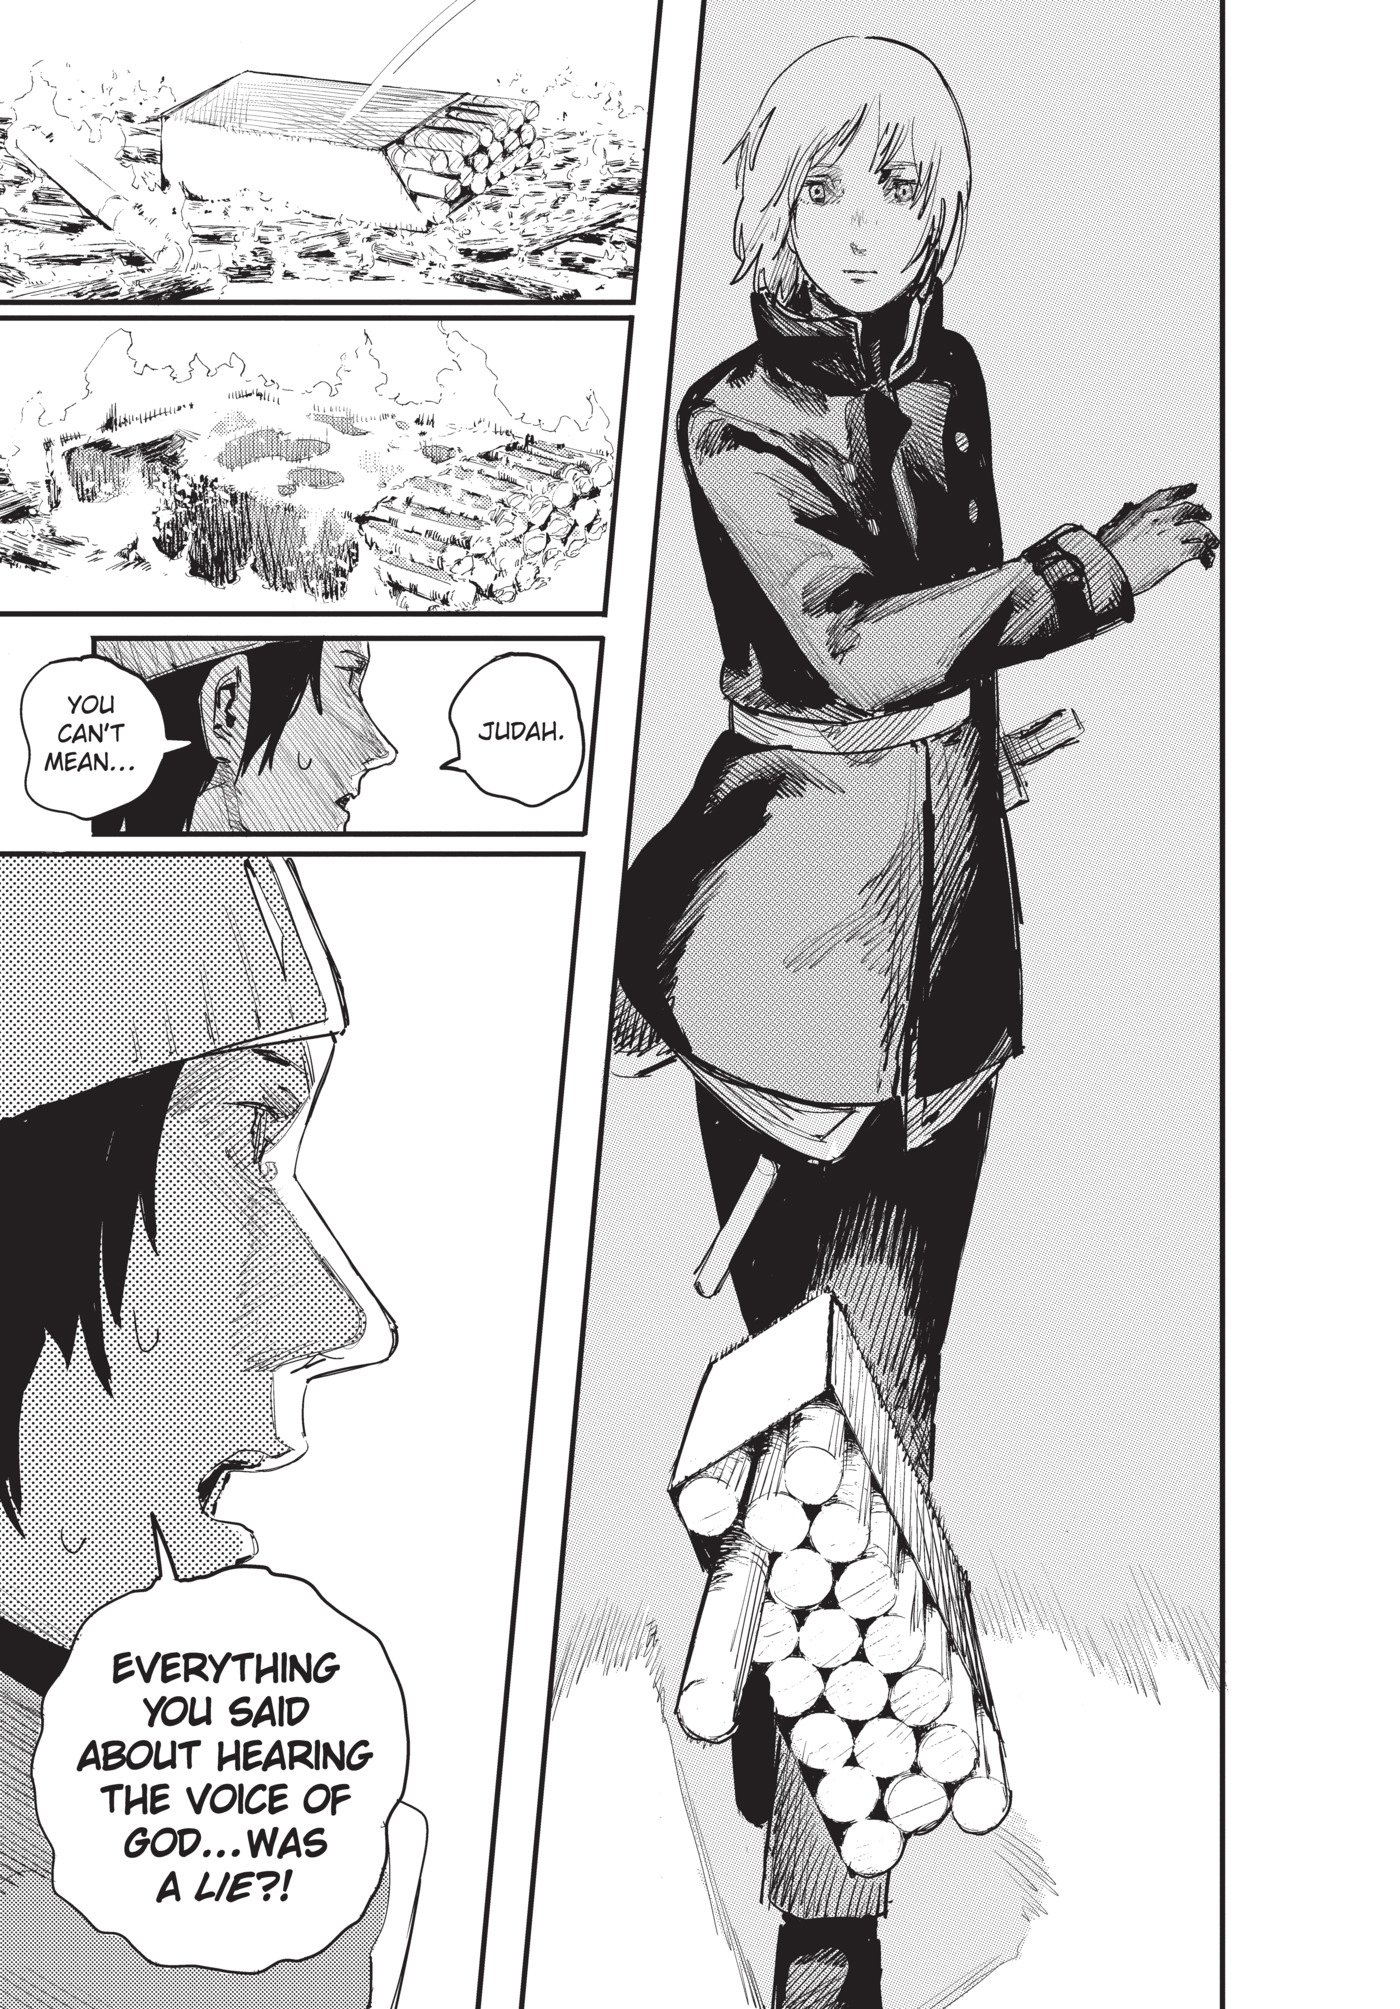 JUDAH.
YOU
CAN'T
MEAN...
EVERYTHING
YOU SAID
ABOUT HEARING
THE VOICE OF
GOD...WAS
A LIE?!